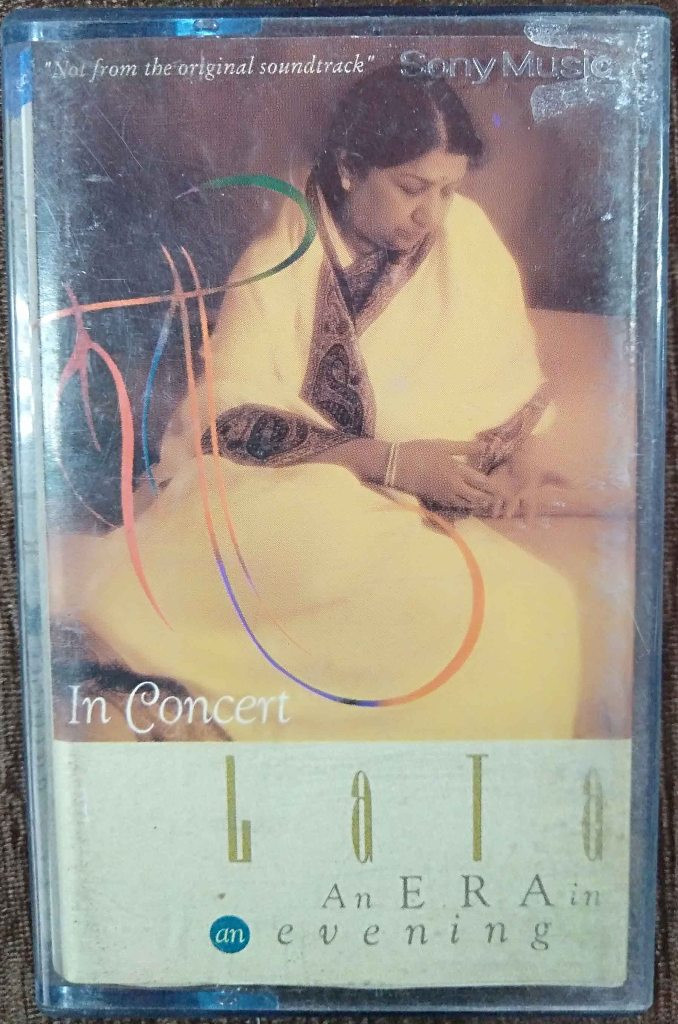 "Not from the original soundtrack" Sony Music
In Concert
LaTa
An ERA in
an evening